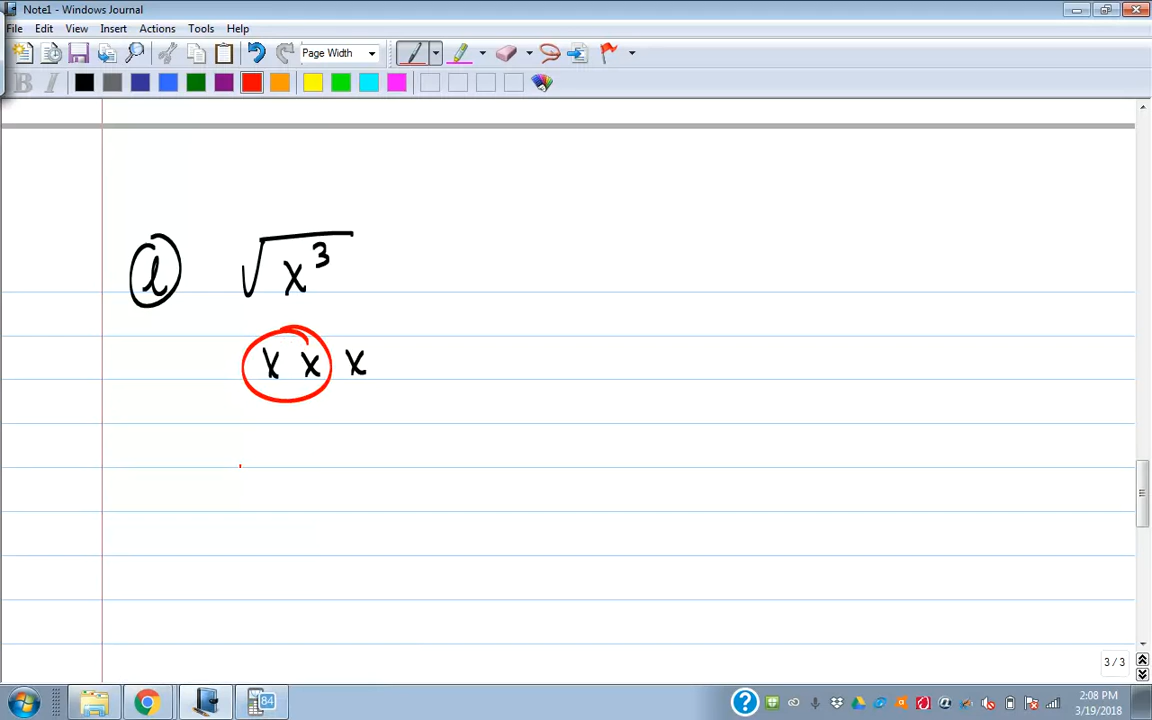 Note1 - Windows Journal
File Edit View Insert Actions Tools Help
Page Width
B I
ⓛ √x³
x x x
3 / 3
84
2:08 PM
3/19/2018